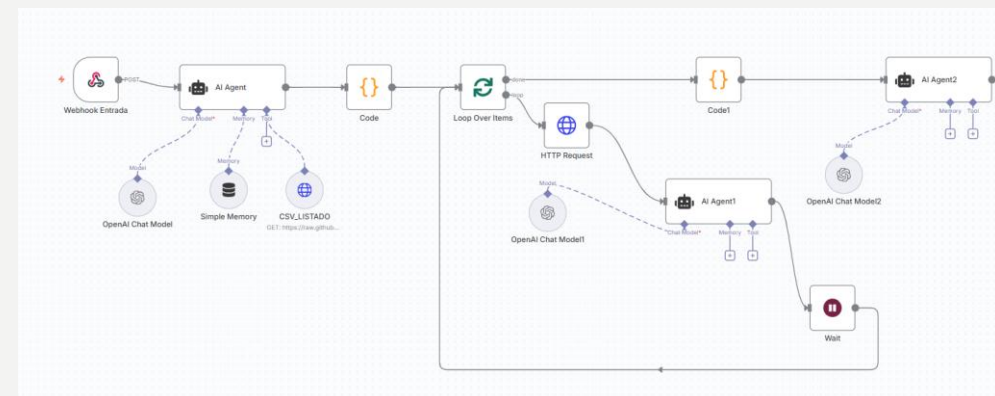 POST
Webhook Entrada
AI Agent
Chat Model*
Memory
Tool
Model
OpenAI Chat Model
Memory
Simple Memory
CSV_LISTADO
GET: https://raw.github...
Code
done
loop
Loop Over Items
HTTP Request
Model
OpenAI Chat Model1
AI Agent1
Chat Model*
Memory
Tool
Wait
Code1
AI Agent2
Chat Model*
Memory
Tool
Model
OpenAI Chat Model2